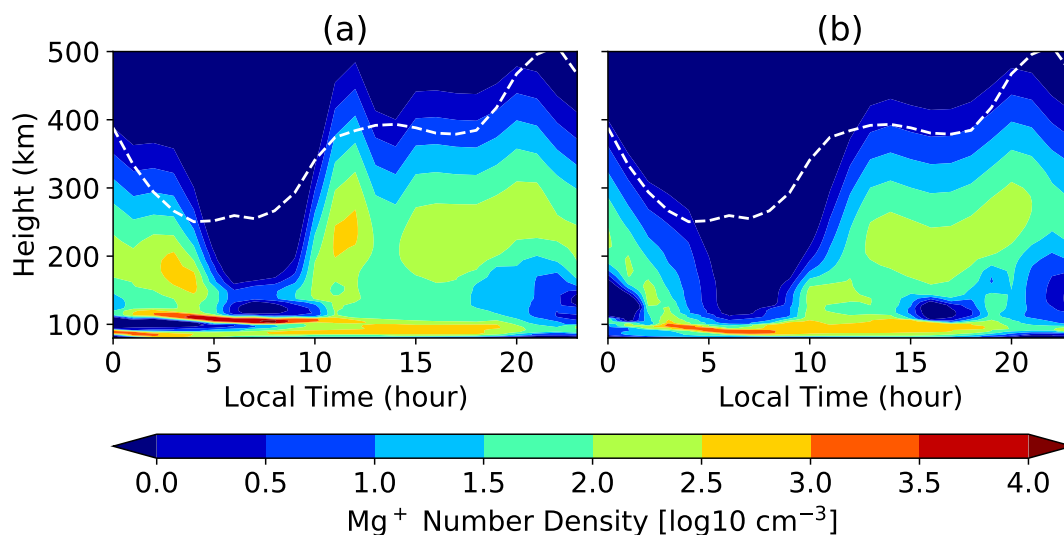 (a) (b)
500
400
300
200
100
Height (km)
0 5 10 15 20 0 5 10 15 20
Local Time (hour) Local Time (hour)
0.0 0.5 1.0 1.5 2.0 2.5 3.0 3.5 4.0
Mg⁺ Number Density [log10 cm⁻³]